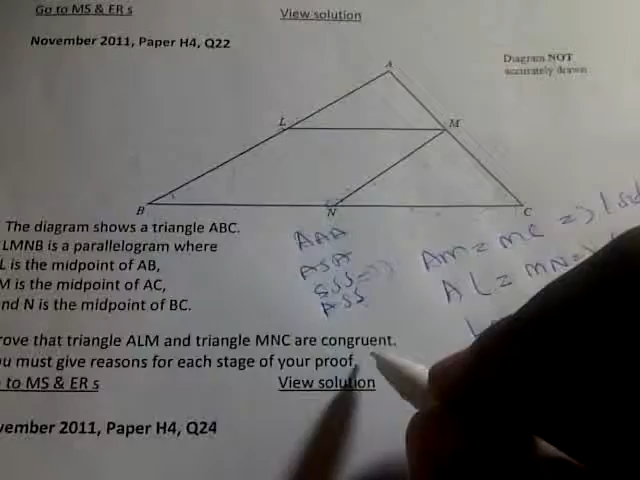 Go to MS & ER s
View solution
November 2011, Paper H4, Q22
Diagram NOT
accurately drawn
A
L
M
B
N
C
The diagram shows a triangle ABC.
LMNB is a parallelogram where
L is the midpoint of AB,
M is the midpoint of AC,
nd N is the midpoint of BC.
AAA
ASA
SSS =>
ASS
AM = MC =>
AL = MN =>
rove that triangle ALM and triangle MNC are congruent.
u must give reasons for each stage of your proof.
to MS & ER s
View solution
vember 2011, Paper H4, Q24